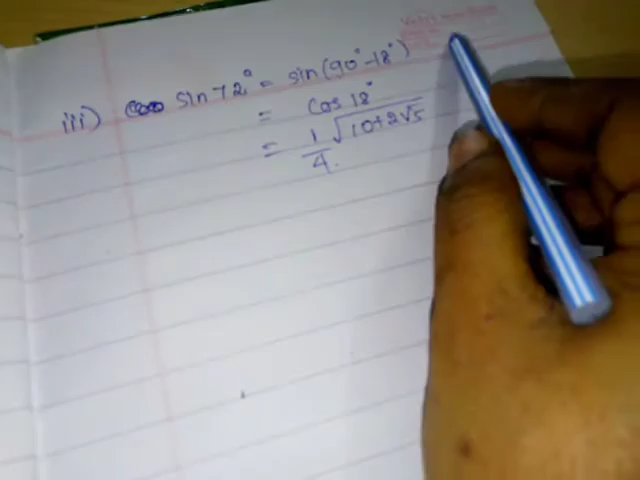 iii) sin 72° = sin(90°-18°)
= cos 18°
= 1/4 √10+2√5